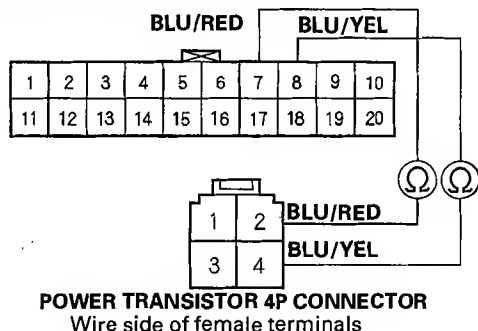 BLU/RED BLU/YEL
1 2 3 4 5 6 7 8 9 10
11 12 13 14 15 16 17 18 19 20
Ω Ω
1 2 BLU/RED
BLU/YEL
3 4
POWER TRANSISTOR 4P CONNECTOR
Wire side of female terminals